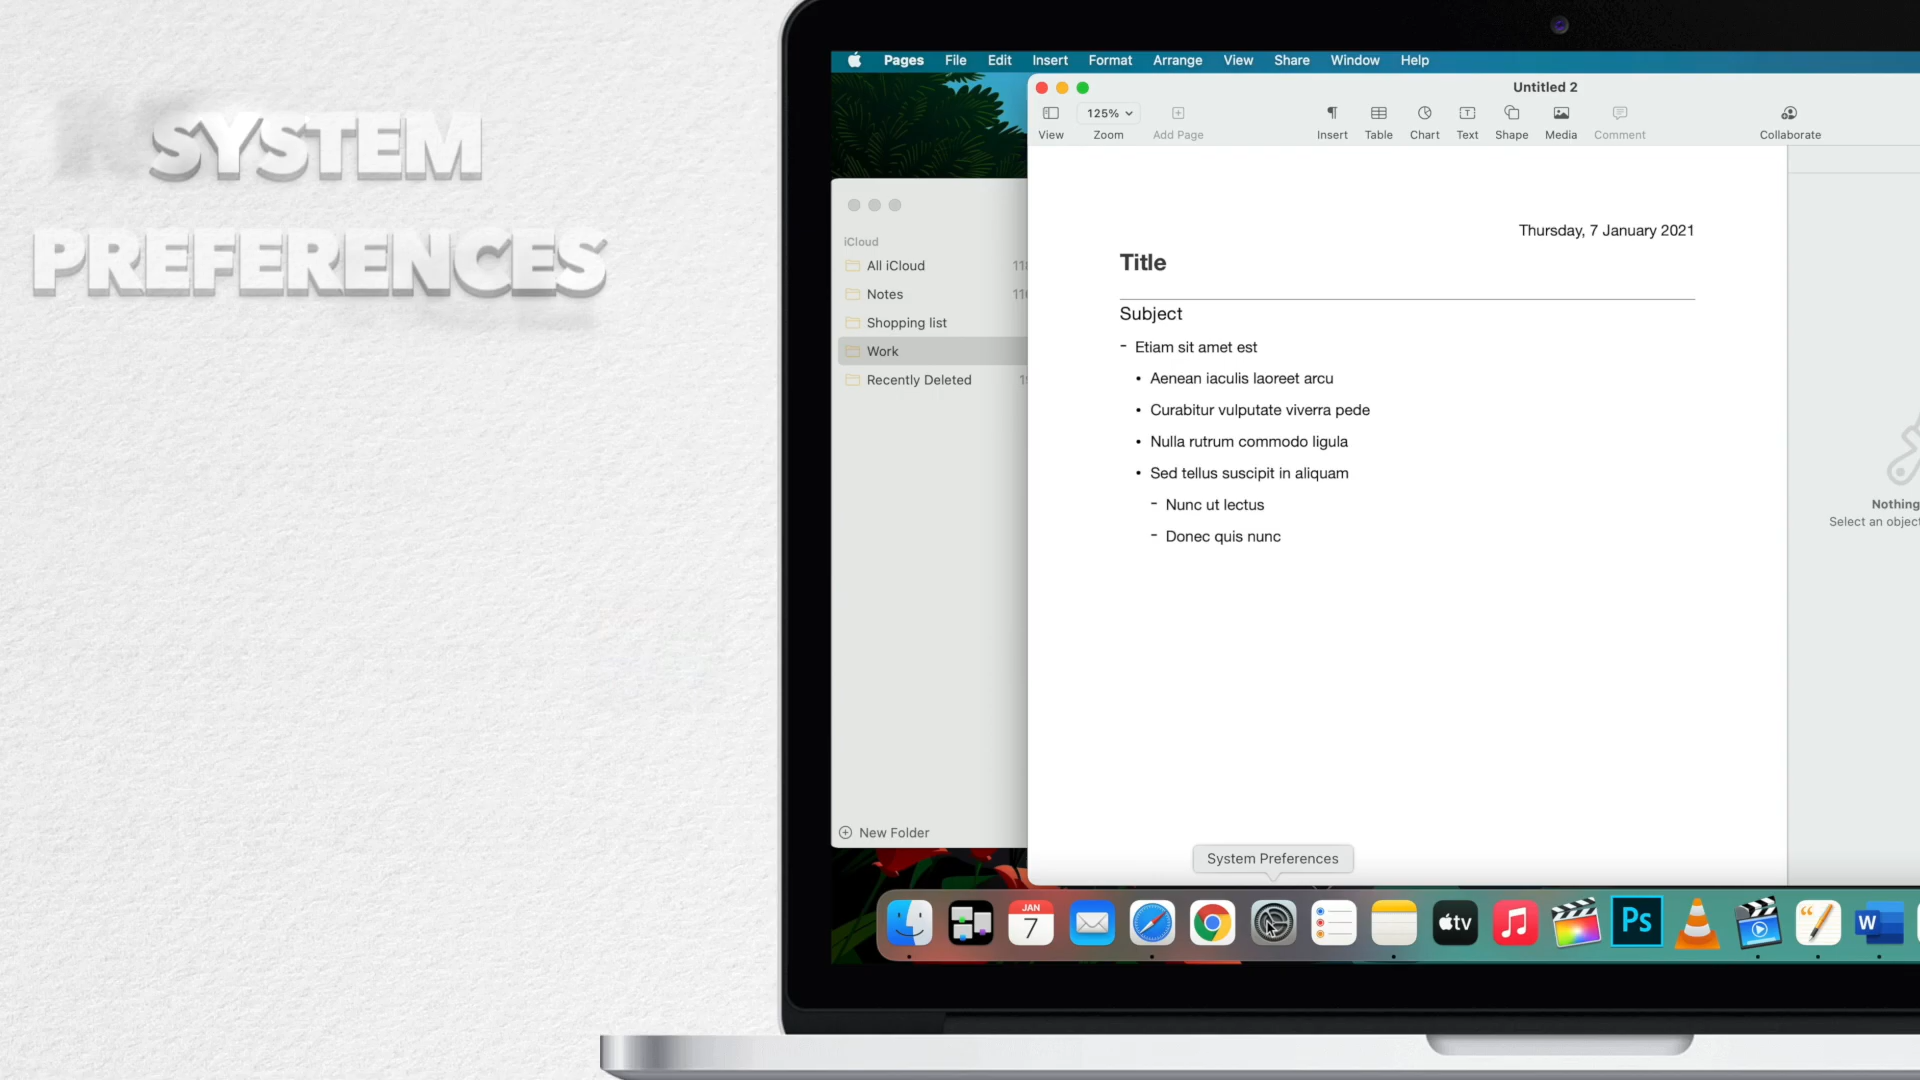 SYSTEM
PREFERENCES
Pages File Edit Insert Format Arrange View Share Window Help
Untitled 2
125%
View Zoom Add Page Insert Table Chart Text Shape Media Comment Collaborate
iCloud
All iCloud
Notes
Shopping list
Work
Recently Deleted
New Folder
Thursday, 7 January 2021
Title
Subject
- Etiam sit amet est
• Aenean iaculis laoreet arcu
• Curabitur vulputate viverra pede
• Nulla rutrum commodo ligula
• Sed tellus suscipit in aliquam
- Nunc ut lectus
- Donec quis nunc
Nothing
Select an object
System Preferences
JAN
7
tv
Ps
W